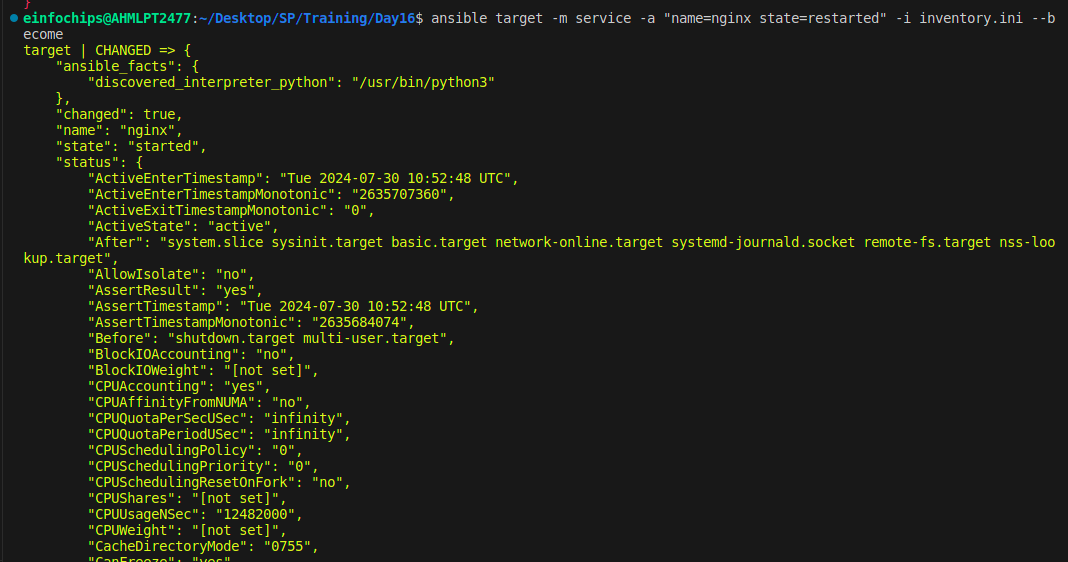 }
einfochips@AHMLPT2477:~/Desktop/SP/Training/Day16$ ansible target -m service -a "name=nginx state=restarted" -i inventory.ini --b
ecome
target | CHANGED => {
    "ansible_facts": {
        "discovered_interpreter_python": "/usr/bin/python3"
    },
    "changed": true,
    "name": "nginx",
    "state": "started",
    "status": {
        "ActiveEnterTimestamp": "Tue 2024-07-30 10:52:48 UTC",
        "ActiveEnterTimestampMonotonic": "2635707360",
        "ActiveExitTimestampMonotonic": "0",
        "ActiveState": "active",
        "After": "system.slice sysinit.target basic.target network-online.target systemd-journald.socket remote-fs.target nss-loo
kup.target",
        "AllowIsolate": "no",
        "AssertResult": "yes",
        "AssertTimestamp": "Tue 2024-07-30 10:52:48 UTC",
        "AssertTimestampMonotonic": "2635684074",
        "Before": "shutdown.target multi-user.target",
        "BlockIOAccounting": "no",
        "BlockIOWeight": "[not set]",
        "CPUAccounting": "yes",
        "CPUAffinityFromNUMA": "no",
        "CPUQuotaPerSecUSec": "infinity",
        "CPUQuotaPeriodUSec": "infinity",
        "CPUSchedulingPolicy": "0",
        "CPUSchedulingPriority": "0",
        "CPUSchedulingResetOnFork": "no",
        "CPUShares": "[not set]",
        "CPUUsageNSec": "12482000",
        "CPUWeight": "[not set]",
        "CacheDirectoryMode": "0755",
        "CanFreeze": "yes",